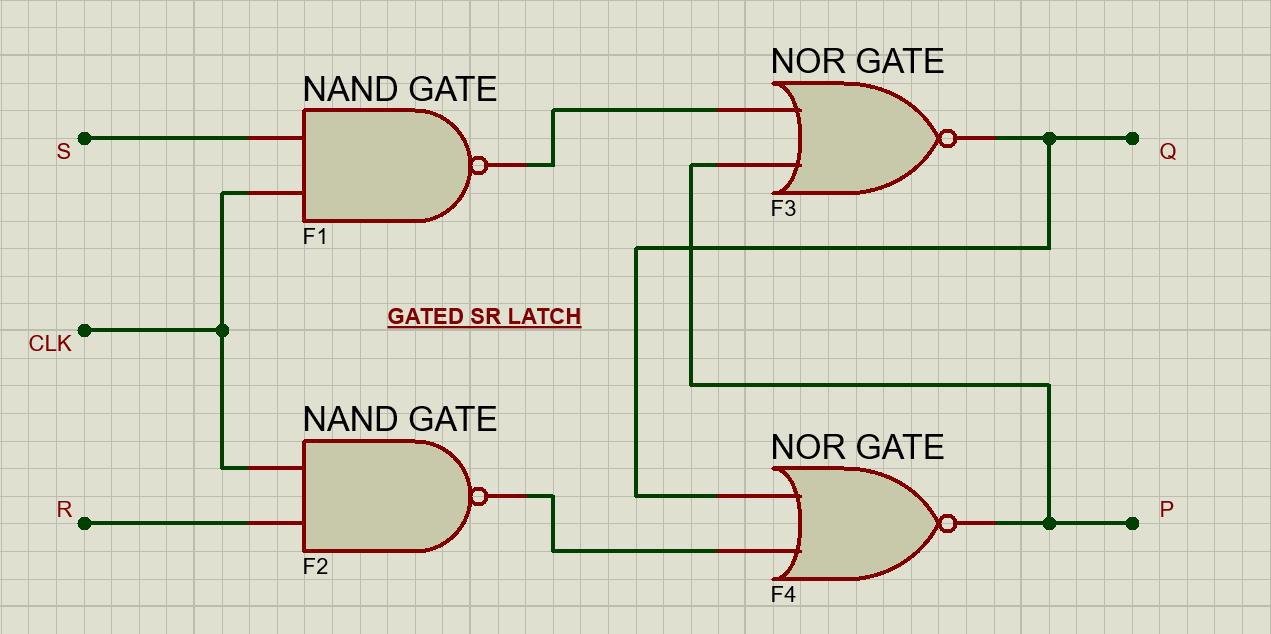 NOR GATE
NAND GATE
S
Q
F3
F1
GATED SR LATCH
CLK
NAND GATE
NOR GATE
R
P
F2
F4